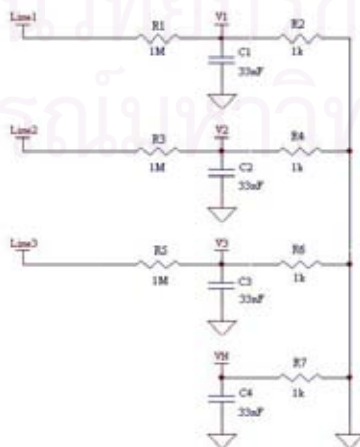 Line1
R1
1M
V1
R2
1k
C1
33nF
Line2
R3
1M
V2
R4
1k
C2
33nF
Line3
R5
1M
V3
R6
1k
C3
33nF
VN
R7
1k
C4
33nF